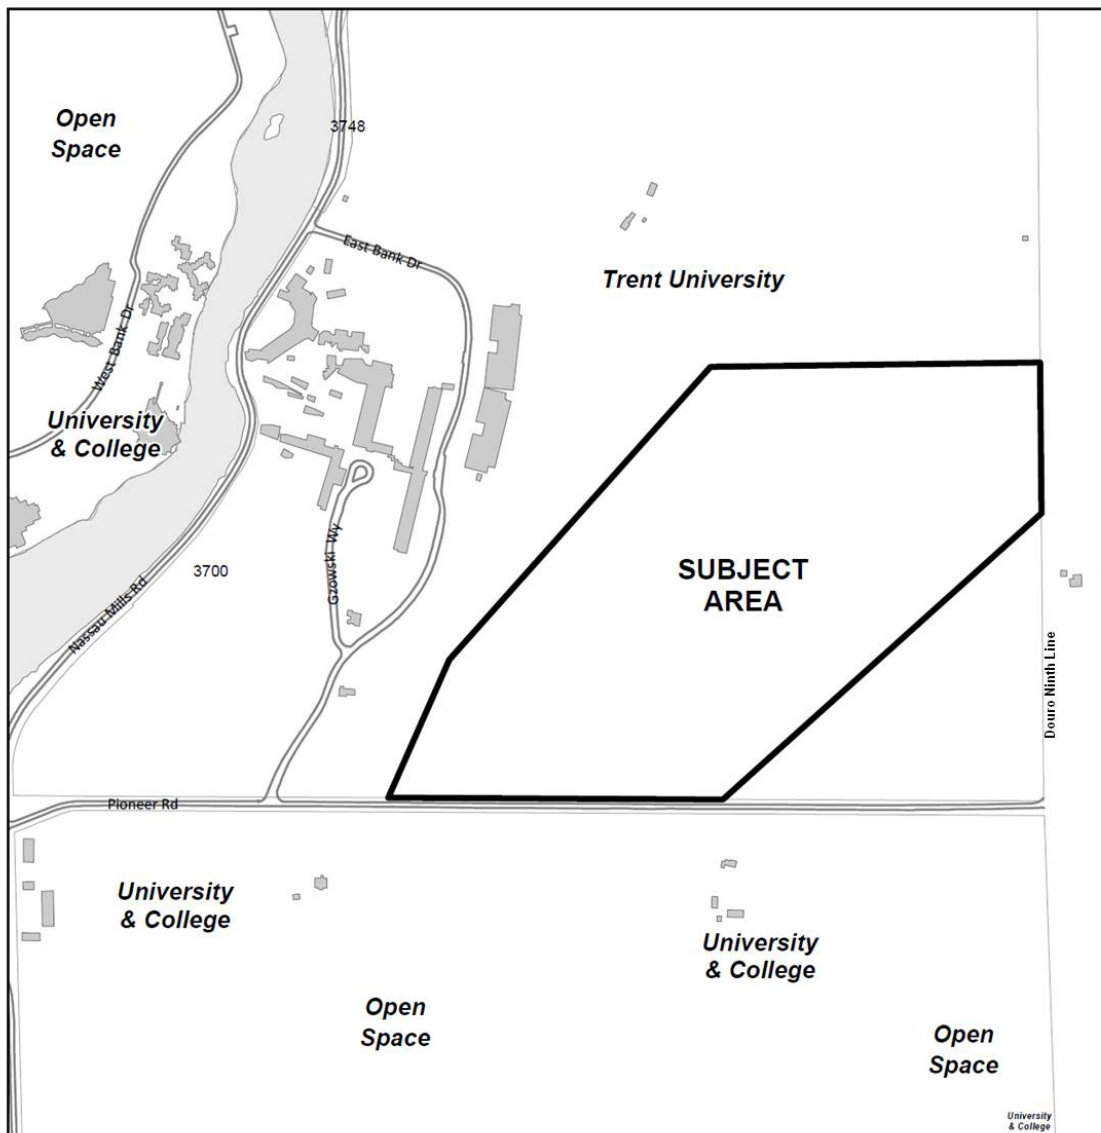 Open
Space
3748
East Bank Dr
Trent University
West Bank Dr
University
& College
Gzowski Wy
3700
SUBJECT
AREA
Nassau Mills Rd
Douro Ninth Line
Pioneer Rd
University
& College
University
& College
Open
Space
Open
Space
University
& College